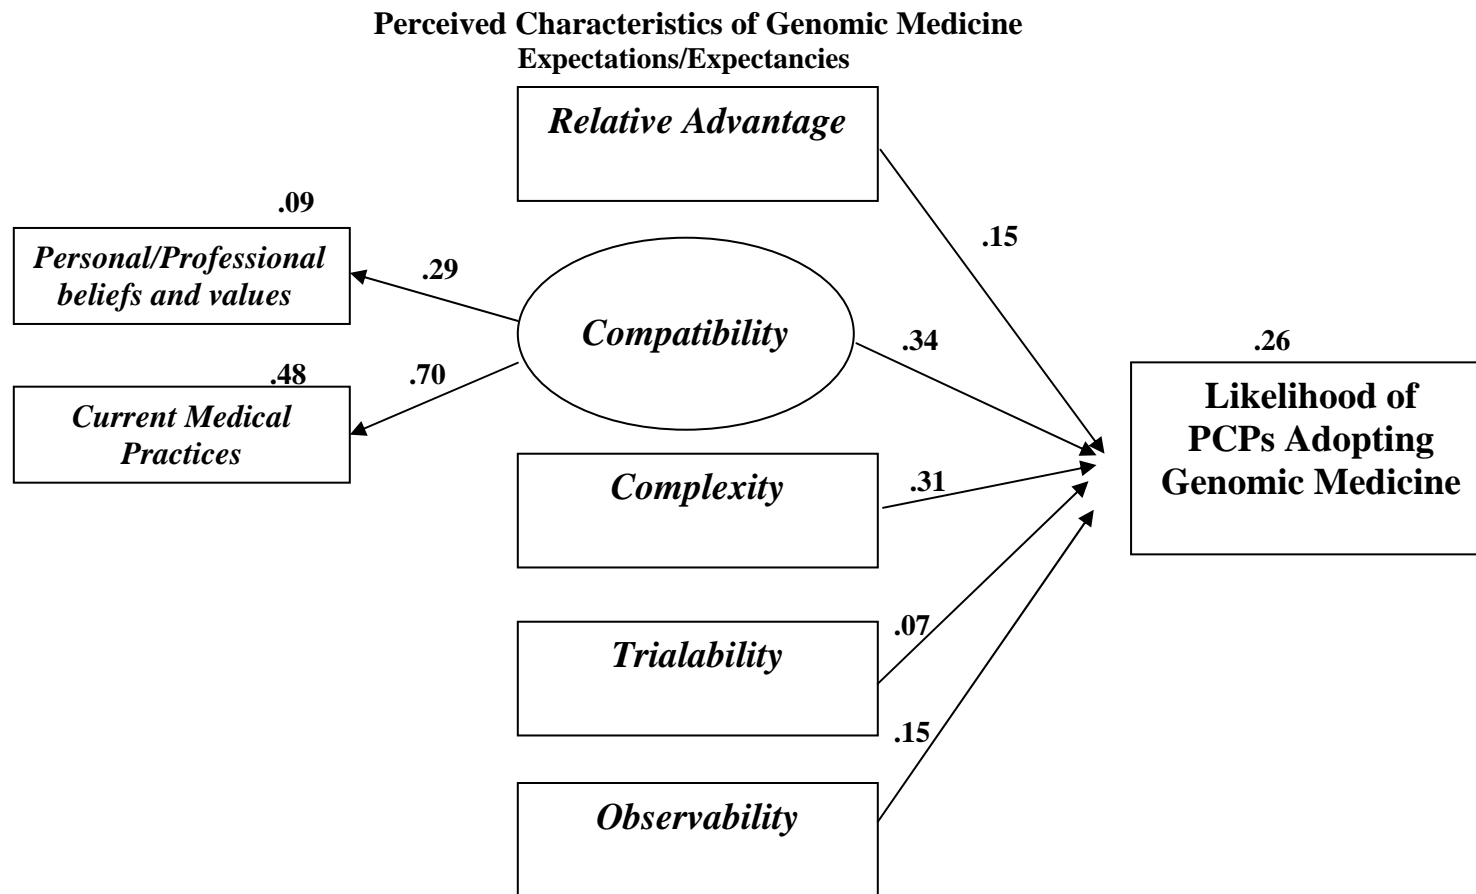 Perceived Characteristics of Genomic Medicine
Expectations/Expectancies
Relative Advantage
.09
.15
Personal/Professional
beliefs and values
.29
Compatibility
.34
.26
.48
.70
Current Medical
Practices
Likelihood of
PCPs Adopting
Genomic Medicine
Complexity
.31
Trialability
.07
.15
Observability